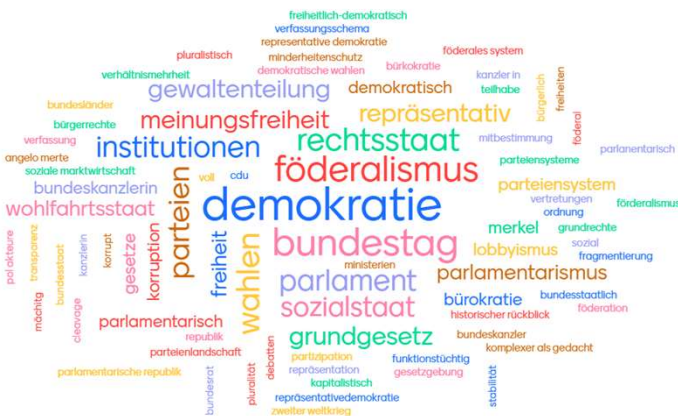 freiheitlich-demokratisch
verfassungsschema
representative demokratie
pluralistisch
minderheitenschutz
föderales system
verhältnismehrheit
demokratische wahlen
bürkokratie
kanzler in
gewaltenteilung
demokratisch
teilhabe
bürgerlich
freiheiten
bundesländer
repräsentativ
meinungsfreiheit
bürgerrechte
föderal
verfassung
institutionen
rechtsstaat
mitbestimmung
parlanentarisch
angelo merte
parteiensysteme
soziale marktwirtschaft
voll
cdu
föderalismus
bundeskanzlerin
parteien
parteiensystem
vertretungen
förderalismus
wohlfahrtsstaat
demokratie
ordnung
merkel
grundrechte
pol akteure
transparenz
bundesstaat
kanzlerin
korrupt
gesetze
korruption
freiheit
wahlen
bundestag
lobbyismus
sozial
fragmentierung
ministerien
parlament
parlamentarismus
mächitg
cleavage
sozialstaat
bürokratie
bundesstaatlich
parlamentarisch
historischer rückblick
föderation
republik
grundgesetz
bundeskanzler
parteienlandschaft
debatten
komplexer als gedacht
partizipation
funktionstüchtig
parlamentarische republik
bundesrat
pluralität
repräsentation
gesetzgebung
kapitalistisch
stabilität
repräsentativedemokratie
zweiter weltkrieg